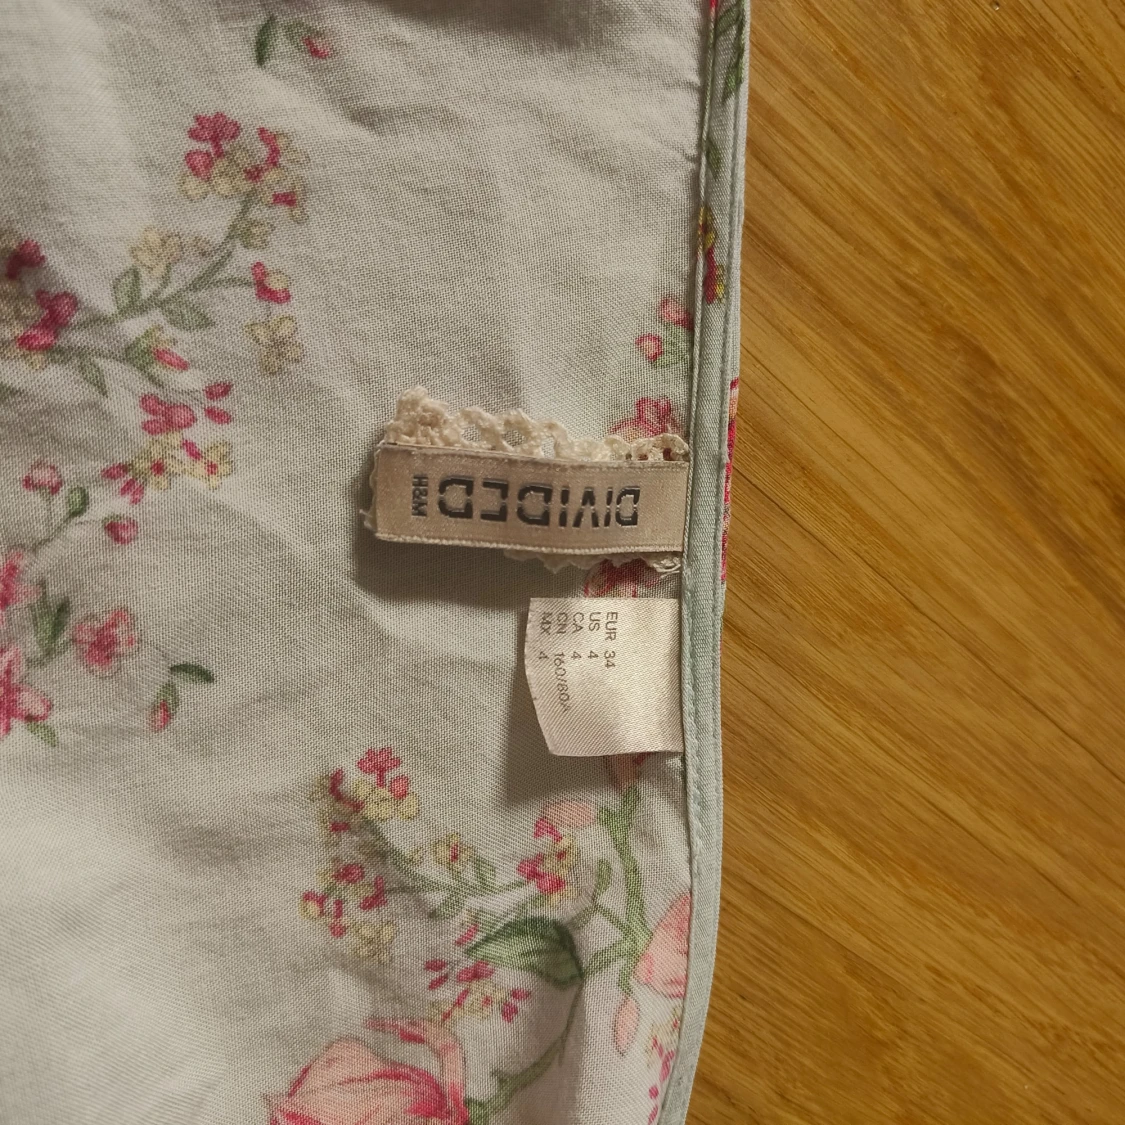 DIVIDED
H&M
EUR 34
US 4
CA 4
CN 160/80A
MX 4